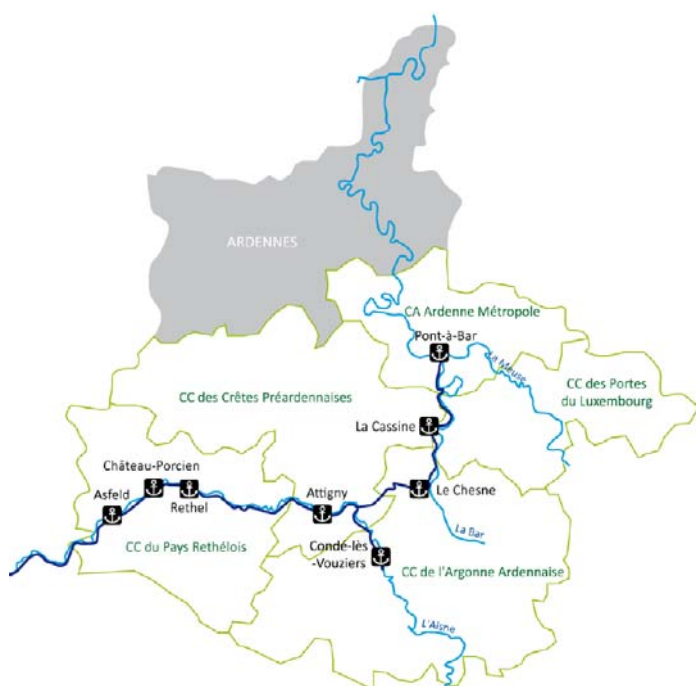 ARDENNES
CA Ardenne Métropole
Pont-à-Bar
La Meuse
CC des Portes
du Luxembourg
CC des Crêtes Préardennaises
La Cassine
Château-Porcien
Asfeld
Rethel
Attigny
Le Chesne
La Bar
CC du Pays Rethélois
Condé-lès
-Vouziers
CC de l'Argonne Ardennaise
L'Aisne